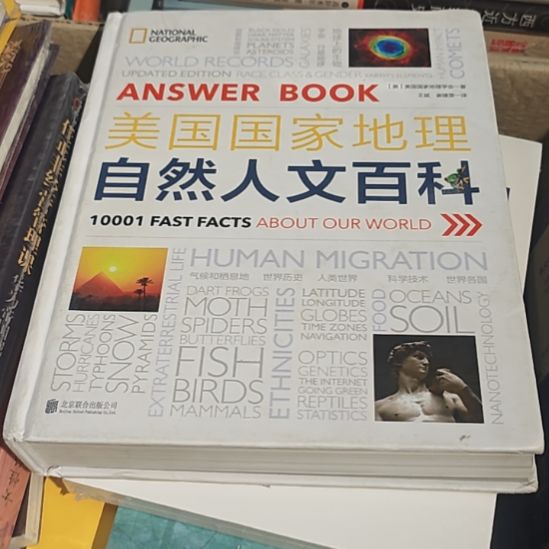 NATIONAL
GEOGRAPHIC
PLANETS
ASTEROIDS
GALAXIES
COMETS
WORLD RECORDS
UPDATED EDITION RACE, CLASS & GENDER
ANSWER BOOK
[美]美国国家地理学会—著
美国国家地理
自然人文百科
10001 FAST FACTS ABOUT OUR WORLD
HUMAN MIGRATION
气候和栖息地 世界历史 人类世界 科学技术 世界各国
STORMS
HURRICANES
TYPHOONS
SNOW
PYRAMIDS
EXTRATERRESTRIAL LIFE
DART FROGS
MOTH
SPIDERS
BUTTERFLIES
FISH
BIRDS
MAMMALS
ETHNICITIES
LATITUDE
LONGITUDE
GLOBES
TIME ZONES
NAVIGATION
OPTICS
GENETICS
THE INTERNET
GOING GREEN
REPTILES
STATISTICS
FOOD
OCEANS
SOIL
NANOTECHNOLOGY
北京联合出版公司